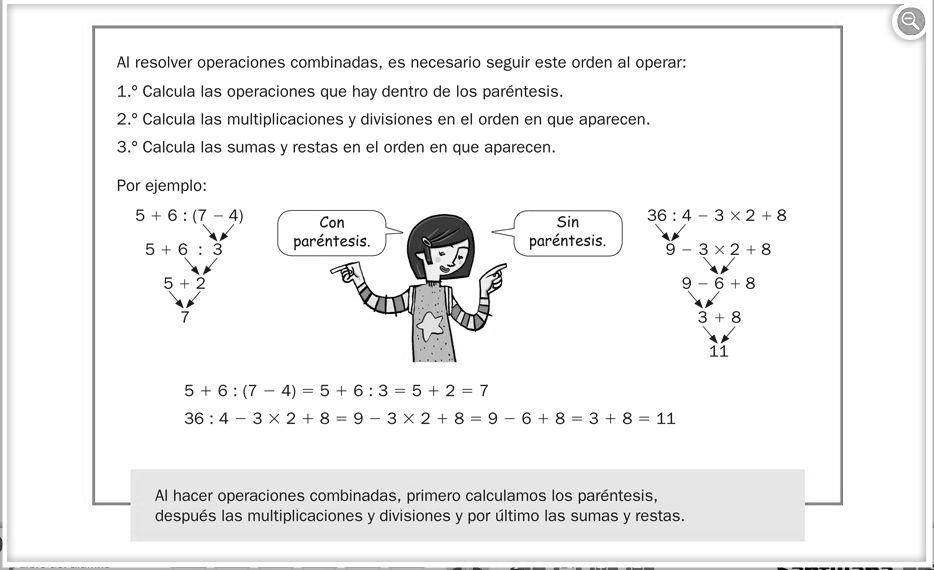 Al resolver operaciones combinadas, es necesario seguir este orden al operar:
1.º Calcula las operaciones que hay dentro de los paréntesis.
2.º Calcula las multiplicaciones y divisiones en el orden en que aparecen.
3.º Calcula las sumas y restas en el orden en que aparecen.
Por ejemplo:
5 + 6 : (7 − 4)
5 + 6 : 3
5 + 2
7
Con
paréntesis.
Sin
paréntesis.
36 : 4 − 3 × 2 + 8
9 − 3 × 2 + 8
9 − 6 + 8
3 + 8
11
5 + 6 : (7 − 4) = 5 + 6 : 3 = 5 + 2 = 7
36 : 4 − 3 × 2 + 8 = 9 − 3 × 2 + 8 = 9 − 6 + 8 = 3 + 8 = 11
Al hacer operaciones combinadas, primero calculamos los paréntesis,
después las multiplicaciones y divisiones y por último las sumas y restas.